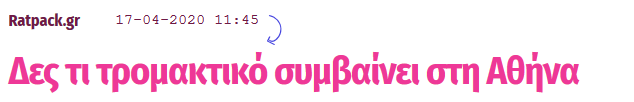 Ratpack.gr 17-04-2020 11:45
Δες τι τρομακτικό συμβαίνει στη Αθήνα